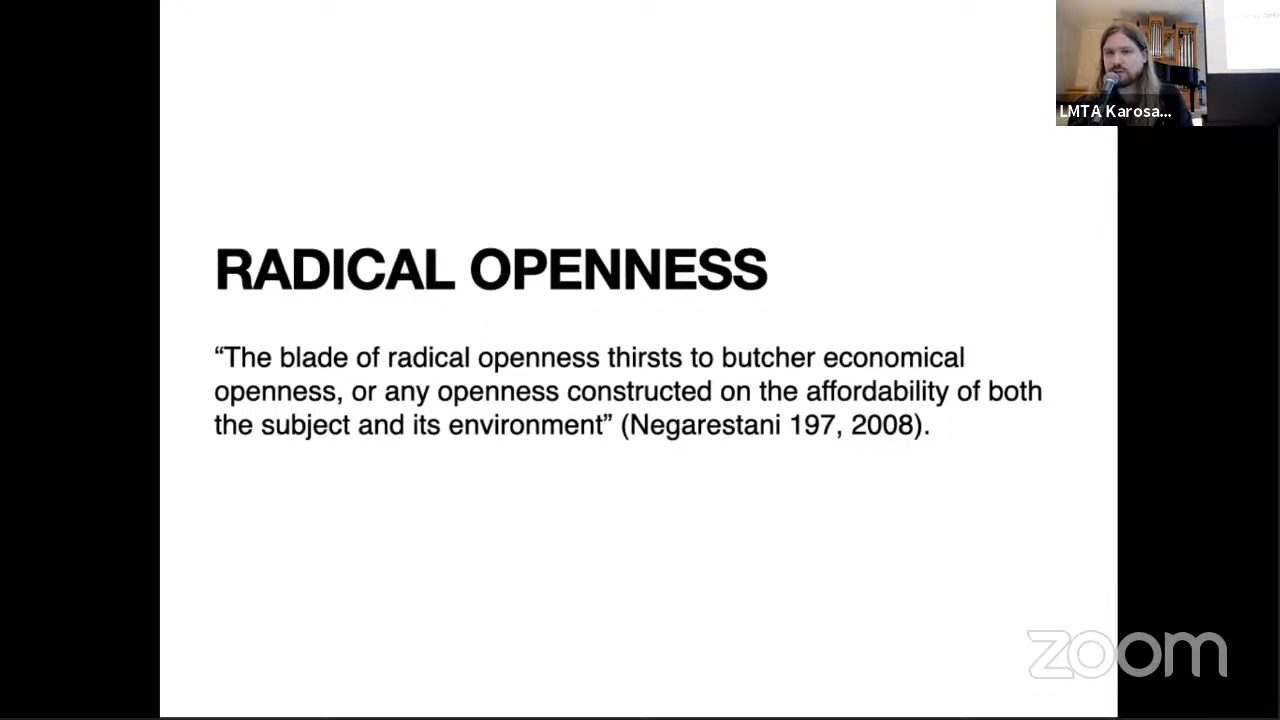 LMTA Karosa...
RADICAL OPENNESS
“The blade of radical openness thirsts to butcher economical
openness, or any openness constructed on the affordability of both
the subject and its environment” (Negarestani 197, 2008).
zoom